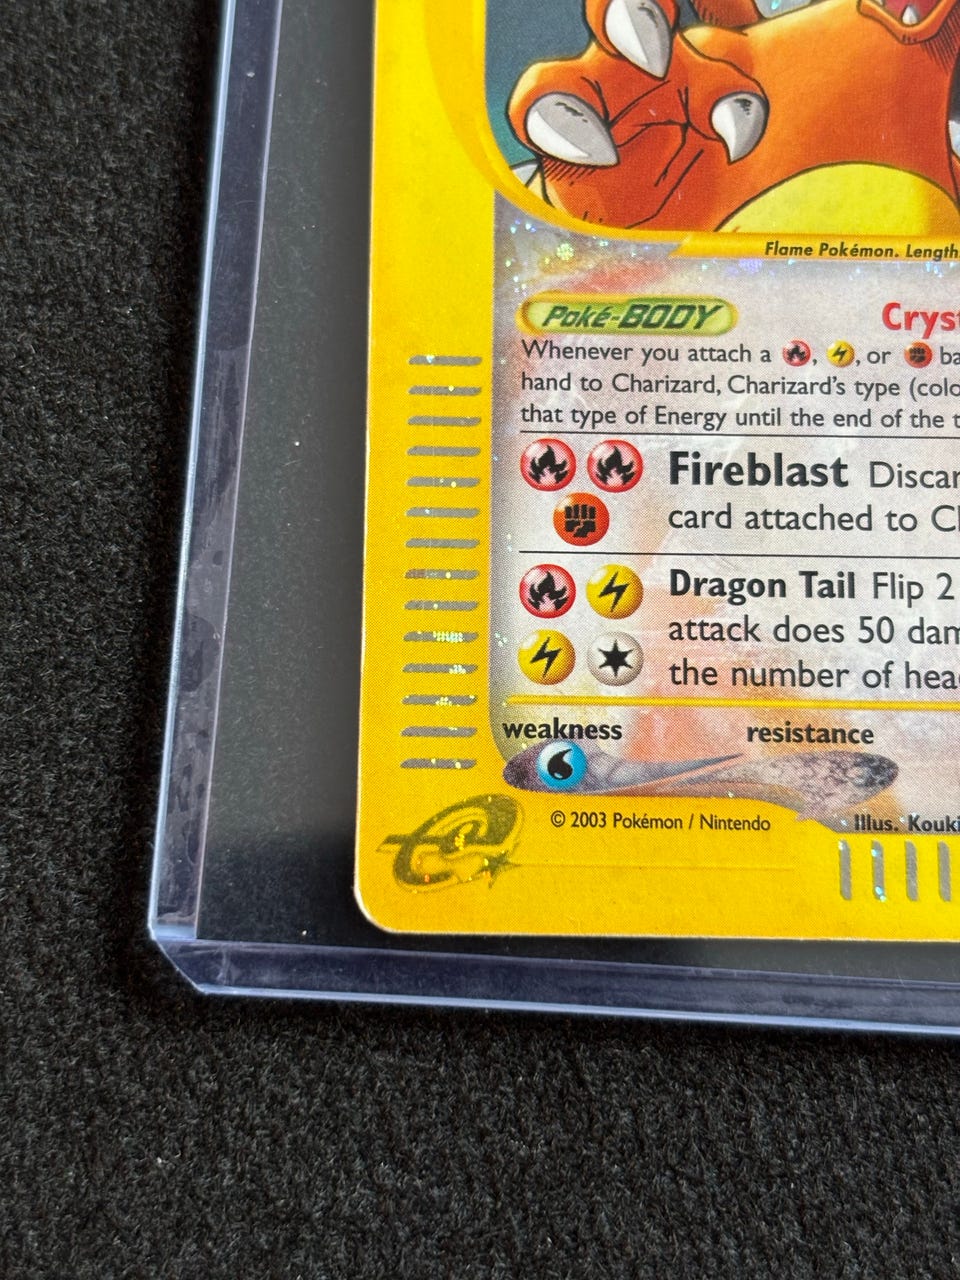 Flame Pokémon. Length
Poké-BODY
Cryst
Whenever you attach a , , or ba
hand to Charizard, Charizard's type (colo
that type of Energy until the end of the t
Fireblast Discar
card attached to Cl
Dragon Tail Flip 2
attack does 50 dam
the number of hea
weakness resistance
e
© 2003 Pokémon / Nintendo Illus. Kouki